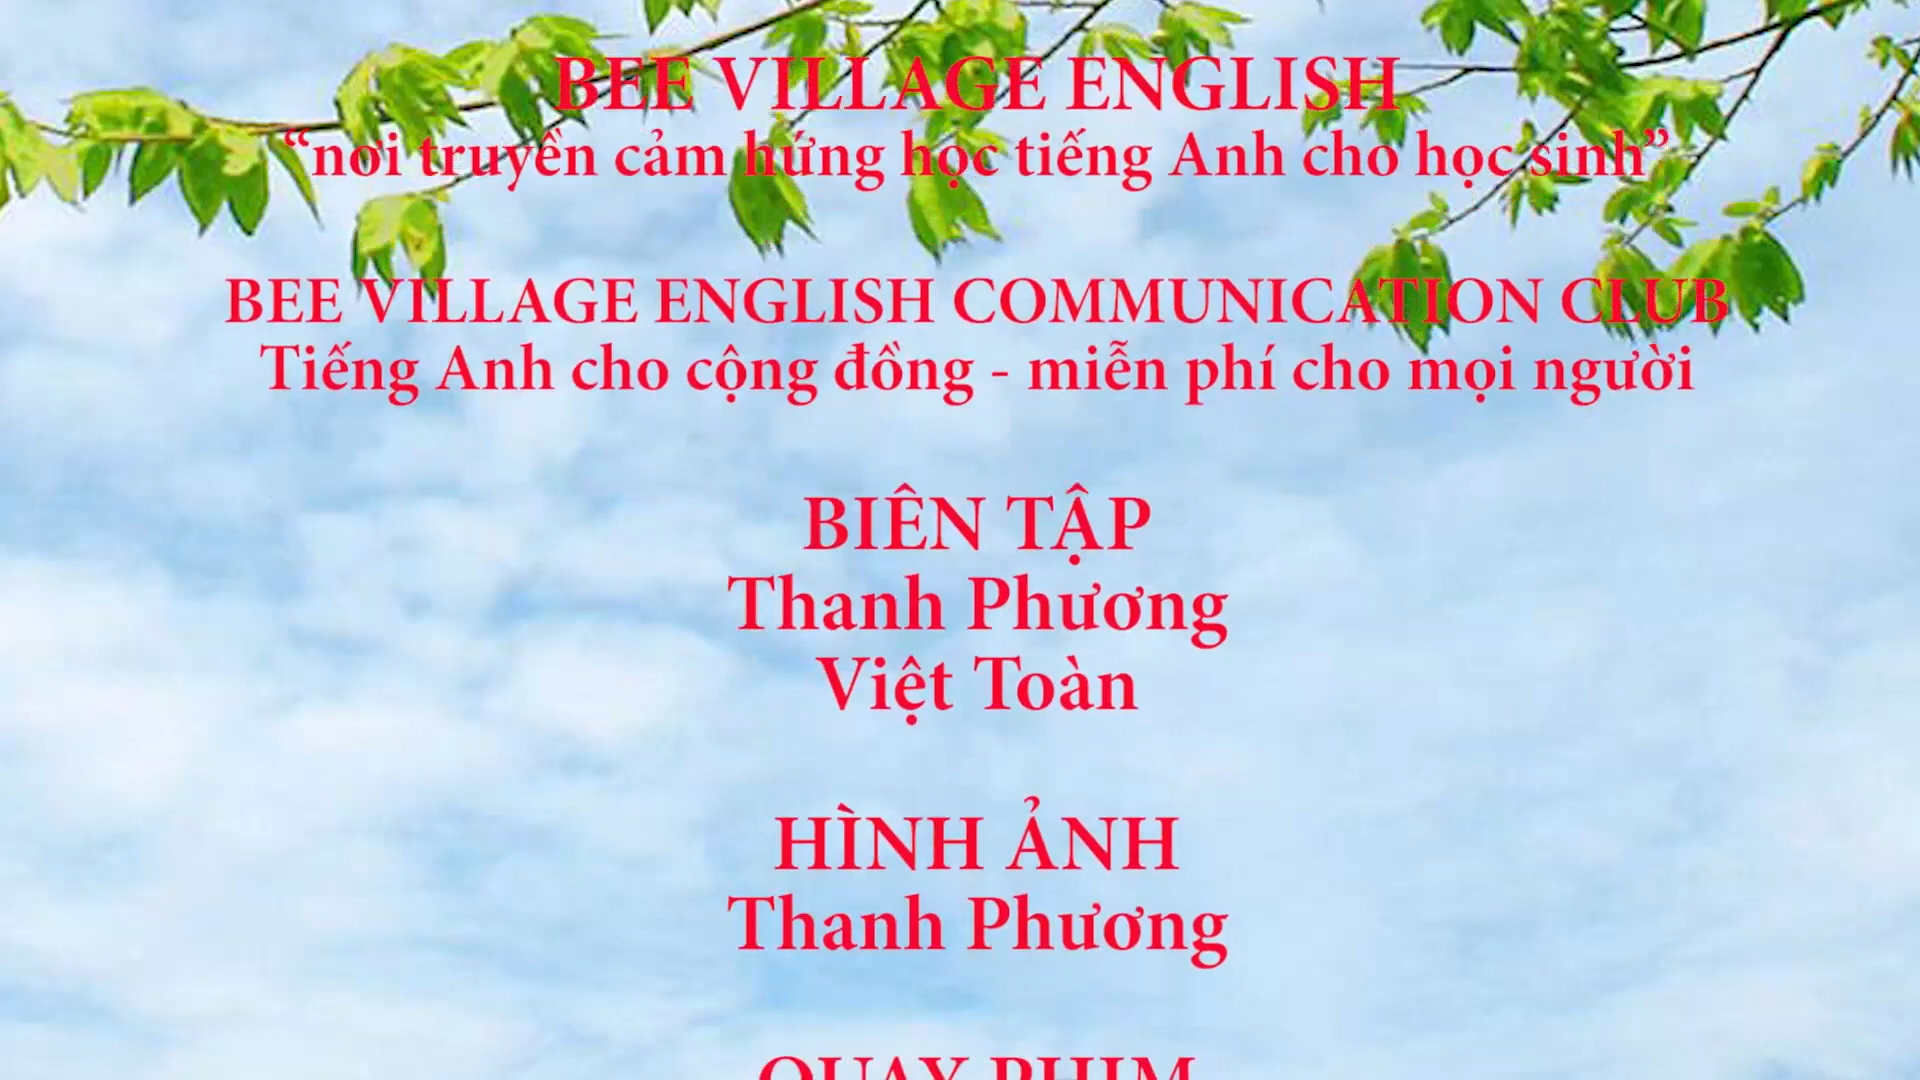 BEE VILLAGE ENGLISH
“nơi truyền cảm hứng học tiếng Anh cho học sinh”
BEE VILLAGE ENGLISH COMMUNICATION CLUB
Tiếng Anh cho cộng đồng - miễn phí cho mọi người
BIÊN TẬP
Thanh Phương
Việt Toàn
HÌNH ẢNH
Thanh Phương
QUAY PHIM